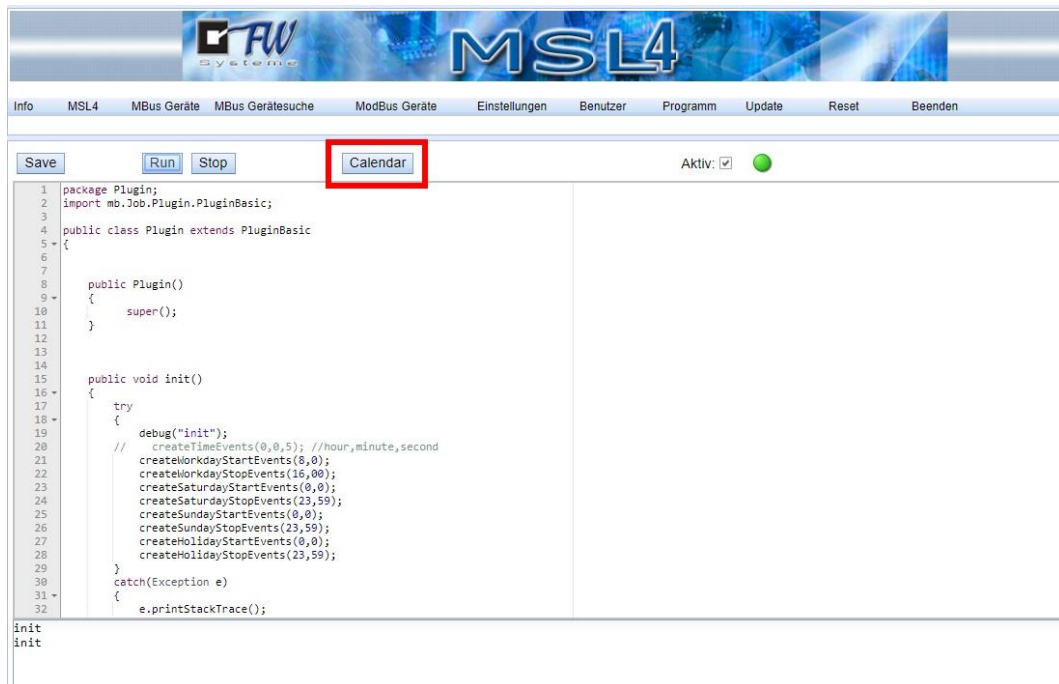 FW
Systeme
MSL4
Info MSL4 MBus Geräte MBus Gerätesuche ModBus Geräte Einstellungen Benutzer Programm Update Reset Beenden
Save Run Stop Calendar Aktiv:
1 package Plugin;
2 import mb.Job.Plugin.PluginBasic;
3
4 public class Plugin extends PluginBasic
5 {
6
7
8 public Plugin()
9 {
10 super();
11 }
12
13
14
15 public void init()
16 {
17 try
18 {
19 debug("init");
20 // createTimeEvents(0,0,5); //hour,minute,second
21 createWorkdayStartEvents(8,0);
22 createWorkdayStopEvents(16,00);
23 createSaturdayStartEvents(0,0);
24 createSaturdayStopEvents(23,59);
25 createSundayStartEvents(0,0);
26 createSundayStopEvents(23,59);
27 createHolidayStartEvents(0,0);
28 createHolidayStopEvents(23,59);
29 }
30 catch(Exception e)
31 {
32 e.printStackTrace();
init
init